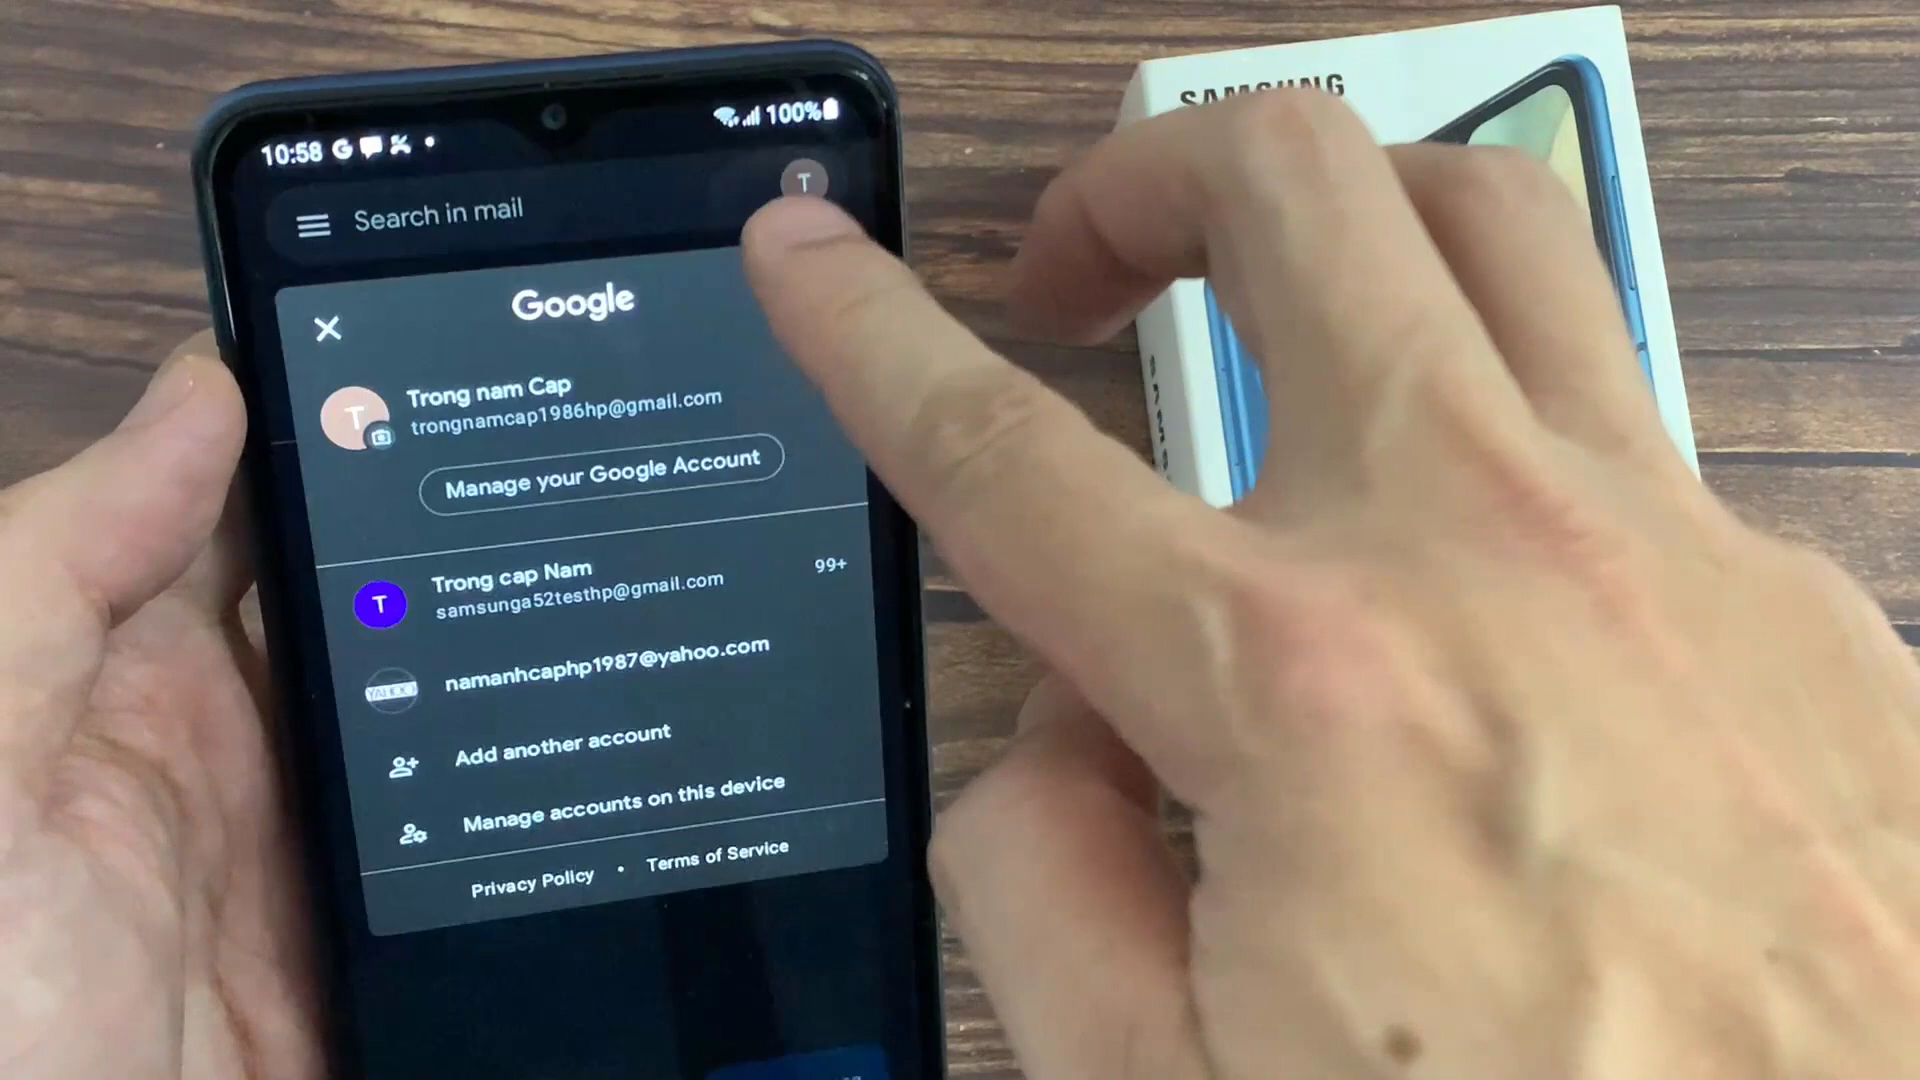 SAMSUNG
10:58
100%
T
Search in mail
Google
T
Trong nam Cap
trongnamcap1986hp@gmail.com
Manage your Google Account
T
Trong cap Nam
99+
samsunga52testhp@gmail.com
YAHOO!
namanhcaphp1987@yahoo.com
Add another account
Manage accounts on this device
Privacy Policy • Terms of Service